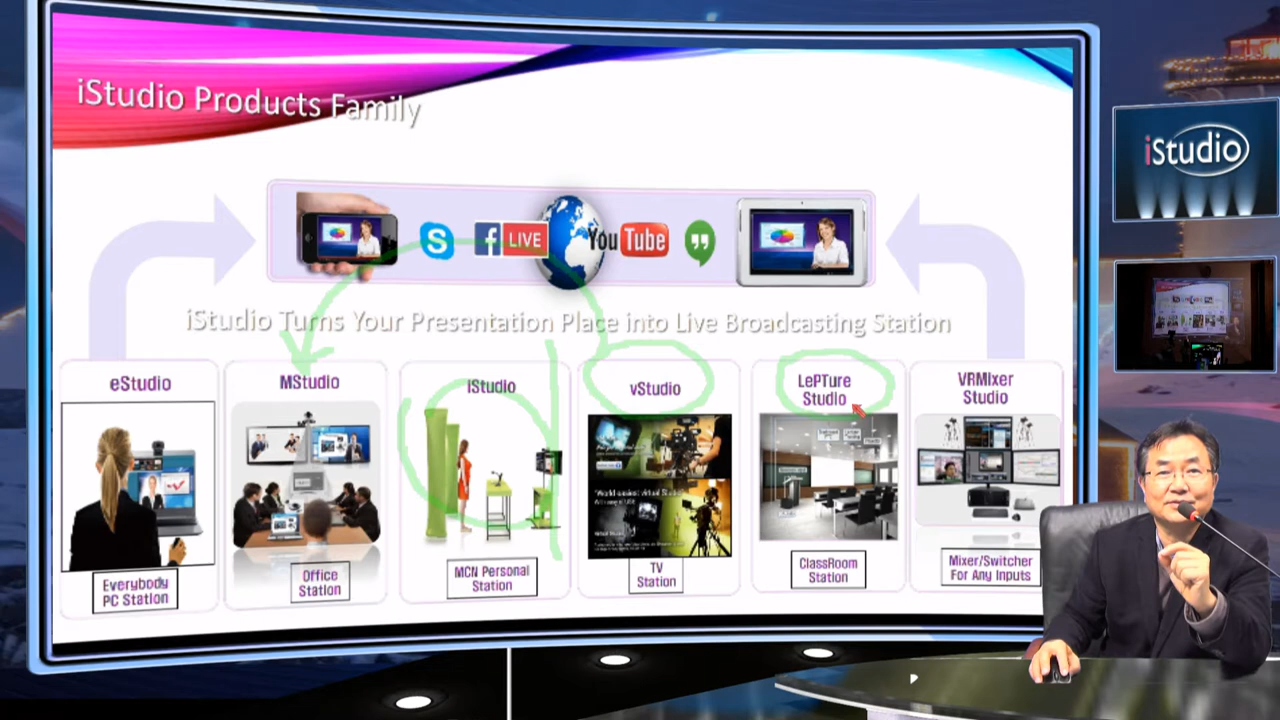 iStudio Products Family
iStudio
LIVE
You Tube
iStudio Turns Your Presentation Place into Live Broadcasting Station
eStudio
MStudio
iStudio
vStudio
LePTure
Studio
VRMixer
Studio
Everybody
PC Station
Office
Station
MCN Personal
Station
TV
Station
ClassRoom
Station
Mixer/Switcher
For Any Inputs